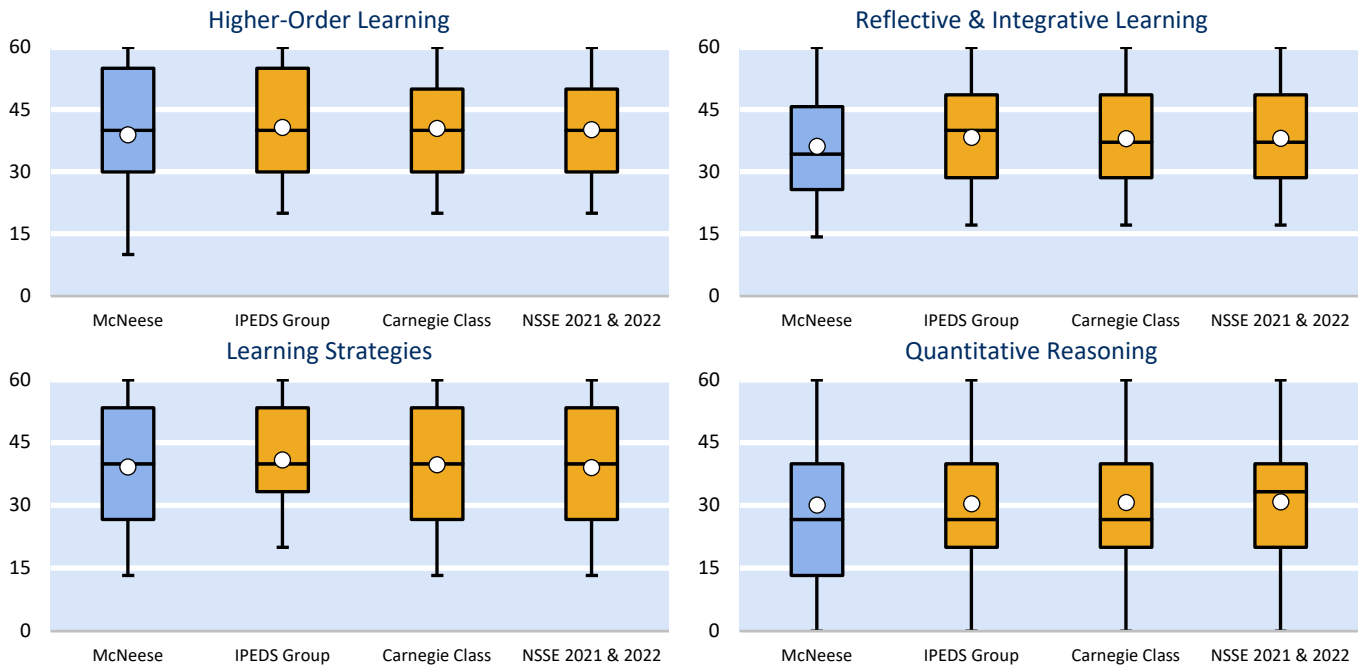 Higher-Order Learning
60
45
30
15
0
McNeese IPEDS Group Carnegie Class NSSE 2021 & 2022
Reflective & Integrative Learning
60
45
30
15
0
McNeese IPEDS Group Carnegie Class NSSE 2021 & 2022
Learning Strategies
60
45
30
15
0
McNeese IPEDS Group Carnegie Class NSSE 2021 & 2022
Quantitative Reasoning
60
45
30
15
0
McNeese IPEDS Group Carnegie Class NSSE 2021 & 2022